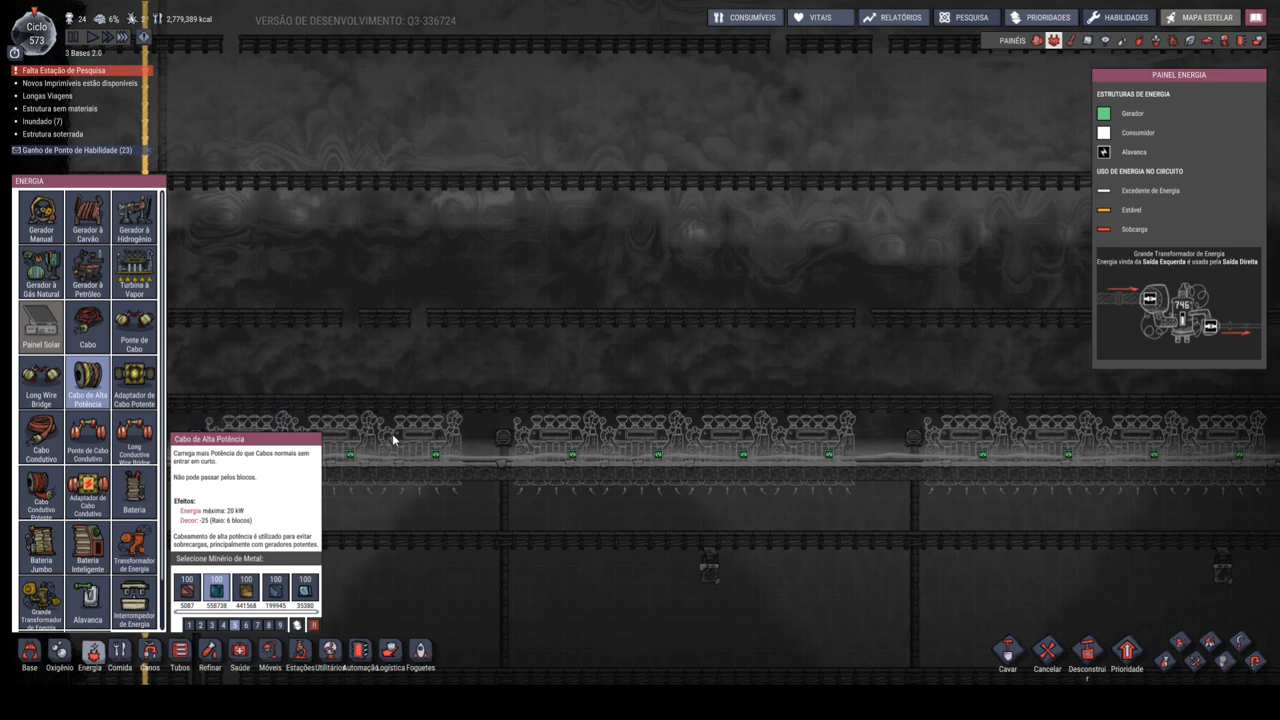 Ciclo
573
24
6%
2
2,779,389 kcal
3 Bases 2.0
VERSÃO DE DESENVOLVIMENTO: Q3-336724
CONSUMÍVEIS
VITAIS
RELATÓRIOS
PESQUISA
PRIORIDADES
HABILIDADES
MAPA ESTELAR
PAINÉIS
Falta Estação de Pesquisa
Novos Imprimíveis estão disponíveis
Longas Viagens
Estrutura sem materiais
Inundado (7)
Estrutura soterrada
Ganho de Ponto de Habilidade (23)
PAINEL ENERGIA
ESTRUTURAS DE ENERGIA
Gerador
Consumidor
Alavanca
USO DE ENERGIA NO CIRCUITO
Excedente de Energia
Estável
Sobcarga
Grande Transformador de Energia
Energia vinda da Saída Esquerda é usada pela Saída Direita
746
ENERGIA
Gerador Manual
Gerador à Carvão
Gerador à Hidrogênio
Gerador à Gás Natural
Gerador à Petróleo
Turbina à Vapor
Painel Solar
Cabo
Ponte de Cabo
Long Wire Bridge
Cabo de Alta Potência
Adaptador de Cabo Potente
Cabo Condutivo
Ponte de Cabo Condutivo
Long Conductive Wire Bridge
Cabo Condutivo Potente
Adaptador de Cabo Condutivo
Bateria
Bateria Jumbo
Bateria Inteligente
Transformador de Energia
Grande Transformador de Energia
Alavanca
Interrompedor de Energia
Cabo de Alta Potência
Carrega mais Potência do que Cabos normais sem
entrar em curto.
Não pode passar pelos blocos.
Efeitos:
Energia máxima: 20 kW
Decor: -25 (Raio: 6 blocos)
Cabeamento de alta potência é utilizado para evitar
sobrecargas, principalmente com geradores potentes.
Selecione Minério de Metal:
100 100 100 100 100
5087 558738 441568 199945 35380
1 2 3 4 5 6 7 8 9
Base
Oxigênio
Energia
Comida
Canos
Tubos
Refinar
Saúde
Móveis
Estações
Utilitários
Automação
Logística
Foguetes
Cavar
Cancelar
Desconstrui
r
Prioridade